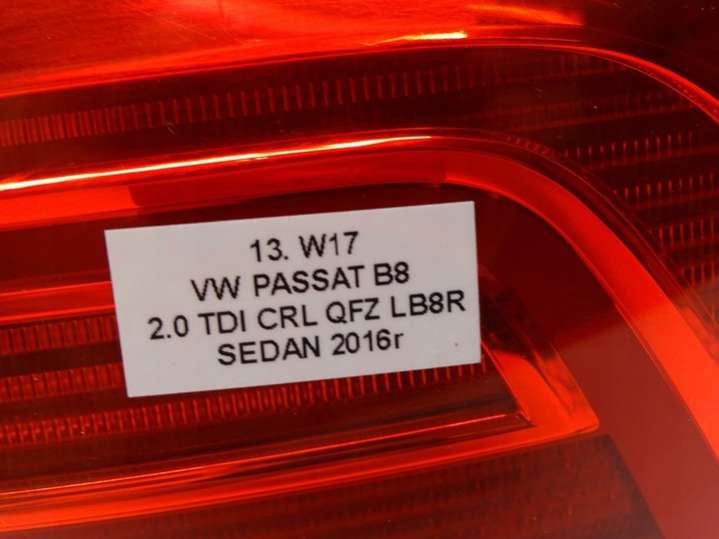 13. W17
VW PASSAT B8
2.0 TDI CRL QFZ LB8R
SEDAN 2016r